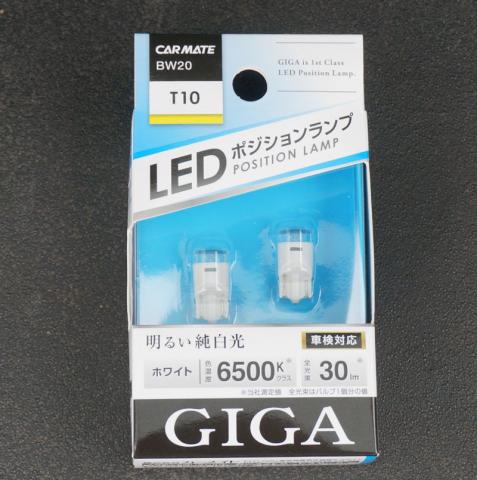 CARMATE
BW20
T10
GIGA is 1st Class
LED Position Lamp.
LED ポジションランプ
POSITION LAMP
明るい純白光
車検対応
ホワイト 色温度 6500K※クラス 全光束 30lm※
※当社測定値 全光束はバルブ1個分の値
GIGA